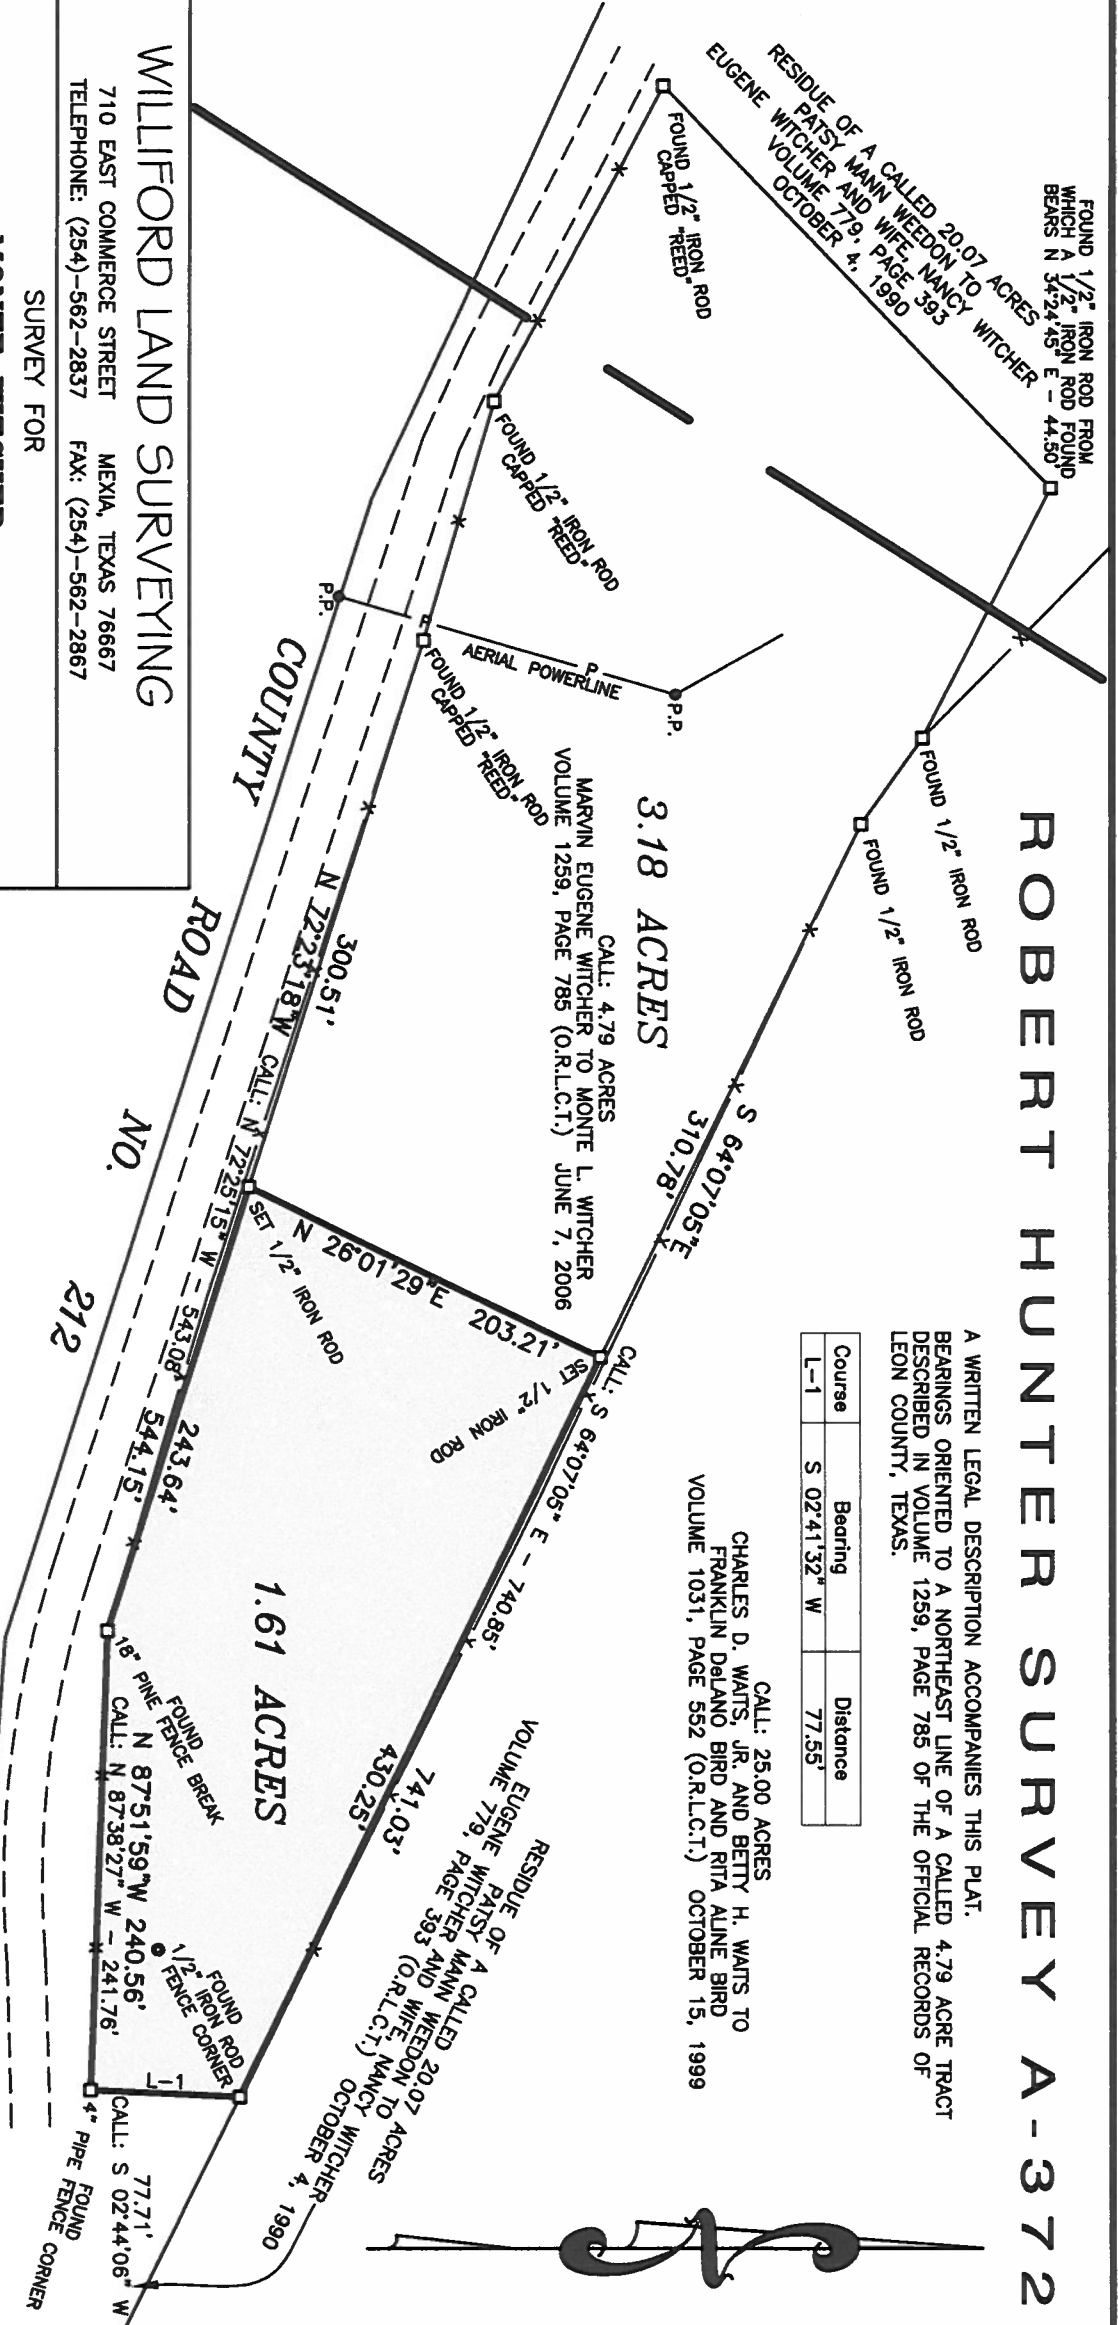 ROBERT HUNTER SURVEY A-372
FOUND 1/2" IRON ROD FROM
WHICH A 1/2" IRON ROD FOUND
BEARS N 34°24'45" E - 44.50'
RESIDUE OF A CALLED 20.07 ACRES
PATSY MANN WEEDON TO
EUGENE WITCHER AND WIFE, NANCY WITCHER
VOLUME 779, PAGE 393
OCTOBER 4, 1990
FOUND 1/2" IRON ROD
CAPPED "REED"
FOUND 1/2" IRON ROD
CAPPED "REED"
FOUND 1/2" IRON ROD
CAPPED "REED"
FOUND 1/2" IRON ROD
FOUND 1/2" IRON ROD
A WRITTEN LEGAL DESCRIPTION ACCOMPANIES THIS PLAT.
BEARINGS ORIENTED TO A NORTHEAST LINE OF A CALLED 4.79 ACRE TRACT
DESCRIBED IN VOLUME 1259, PAGE 785 OF THE OFFICIAL RECORDS OF
LEON COUNTY, TEXAS.
Course Bearing Distance
L-1 S 02°41'32" W 77.55'
P.P.
P
AERIAL POWERLINE
P
P.P.
3.18 ACRES
CALL: 4.79 ACRES
MARVIN EUGENE WITCHER TO MONTE L. WITCHER
VOLUME 1259, PAGE 785 (O.R.L.C.T.) JUNE 7, 2006
S 64°07'05"E
310.78'
CALL: S 64°07'05" E - 740.85'
741.03'
430.25'
CALL: 25.00 ACRES
CHARLES D. WAITS, JR. AND BETTY H. WAITS TO
FRANKLIN DeLANO BIRD AND RITA ALINE BIRD
VOLUME 1031, PAGE 552 (O.R.L.C.T.) OCTOBER 15, 1999
RESIDUE OF A CALLED 20.07 ACRES
PATSY MANN WEEDON TO
EUGENE WITCHER AND WIFE, NANCY WITCHER
VOLUME 779, PAGE 393 (O.R.L.C.T.) OCTOBER 4, 1990
N
300.51'
N 72°23'18"W
CALL: N 72°25'15" W - 543.08'
243.64'
544.15'
N 26°01'29"E 203.21'
SET 1/2" IRON ROD
SET 1/2" IRON ROD
1.61 ACRES
FOUND
18" PINE FENCE BREAK
N 87°51'59"W 240.56'
CALL: N 87°38'27" W - 241.76'
FOUND
1/2" IRON ROD
FENCE CORNER
L-1
77.71'
CALL: S 02°44'06" W
FOUND
4" PIPE FENCE CORNER
COUNTY ROAD NO. 212
WILLIFORD LAND SURVEYING
710 EAST COMMERCE STREET MEXIA, TEXAS 76667
TELEPHONE: (254)-562-2837 FAX: (254)-562-2867
SURVEY FOR